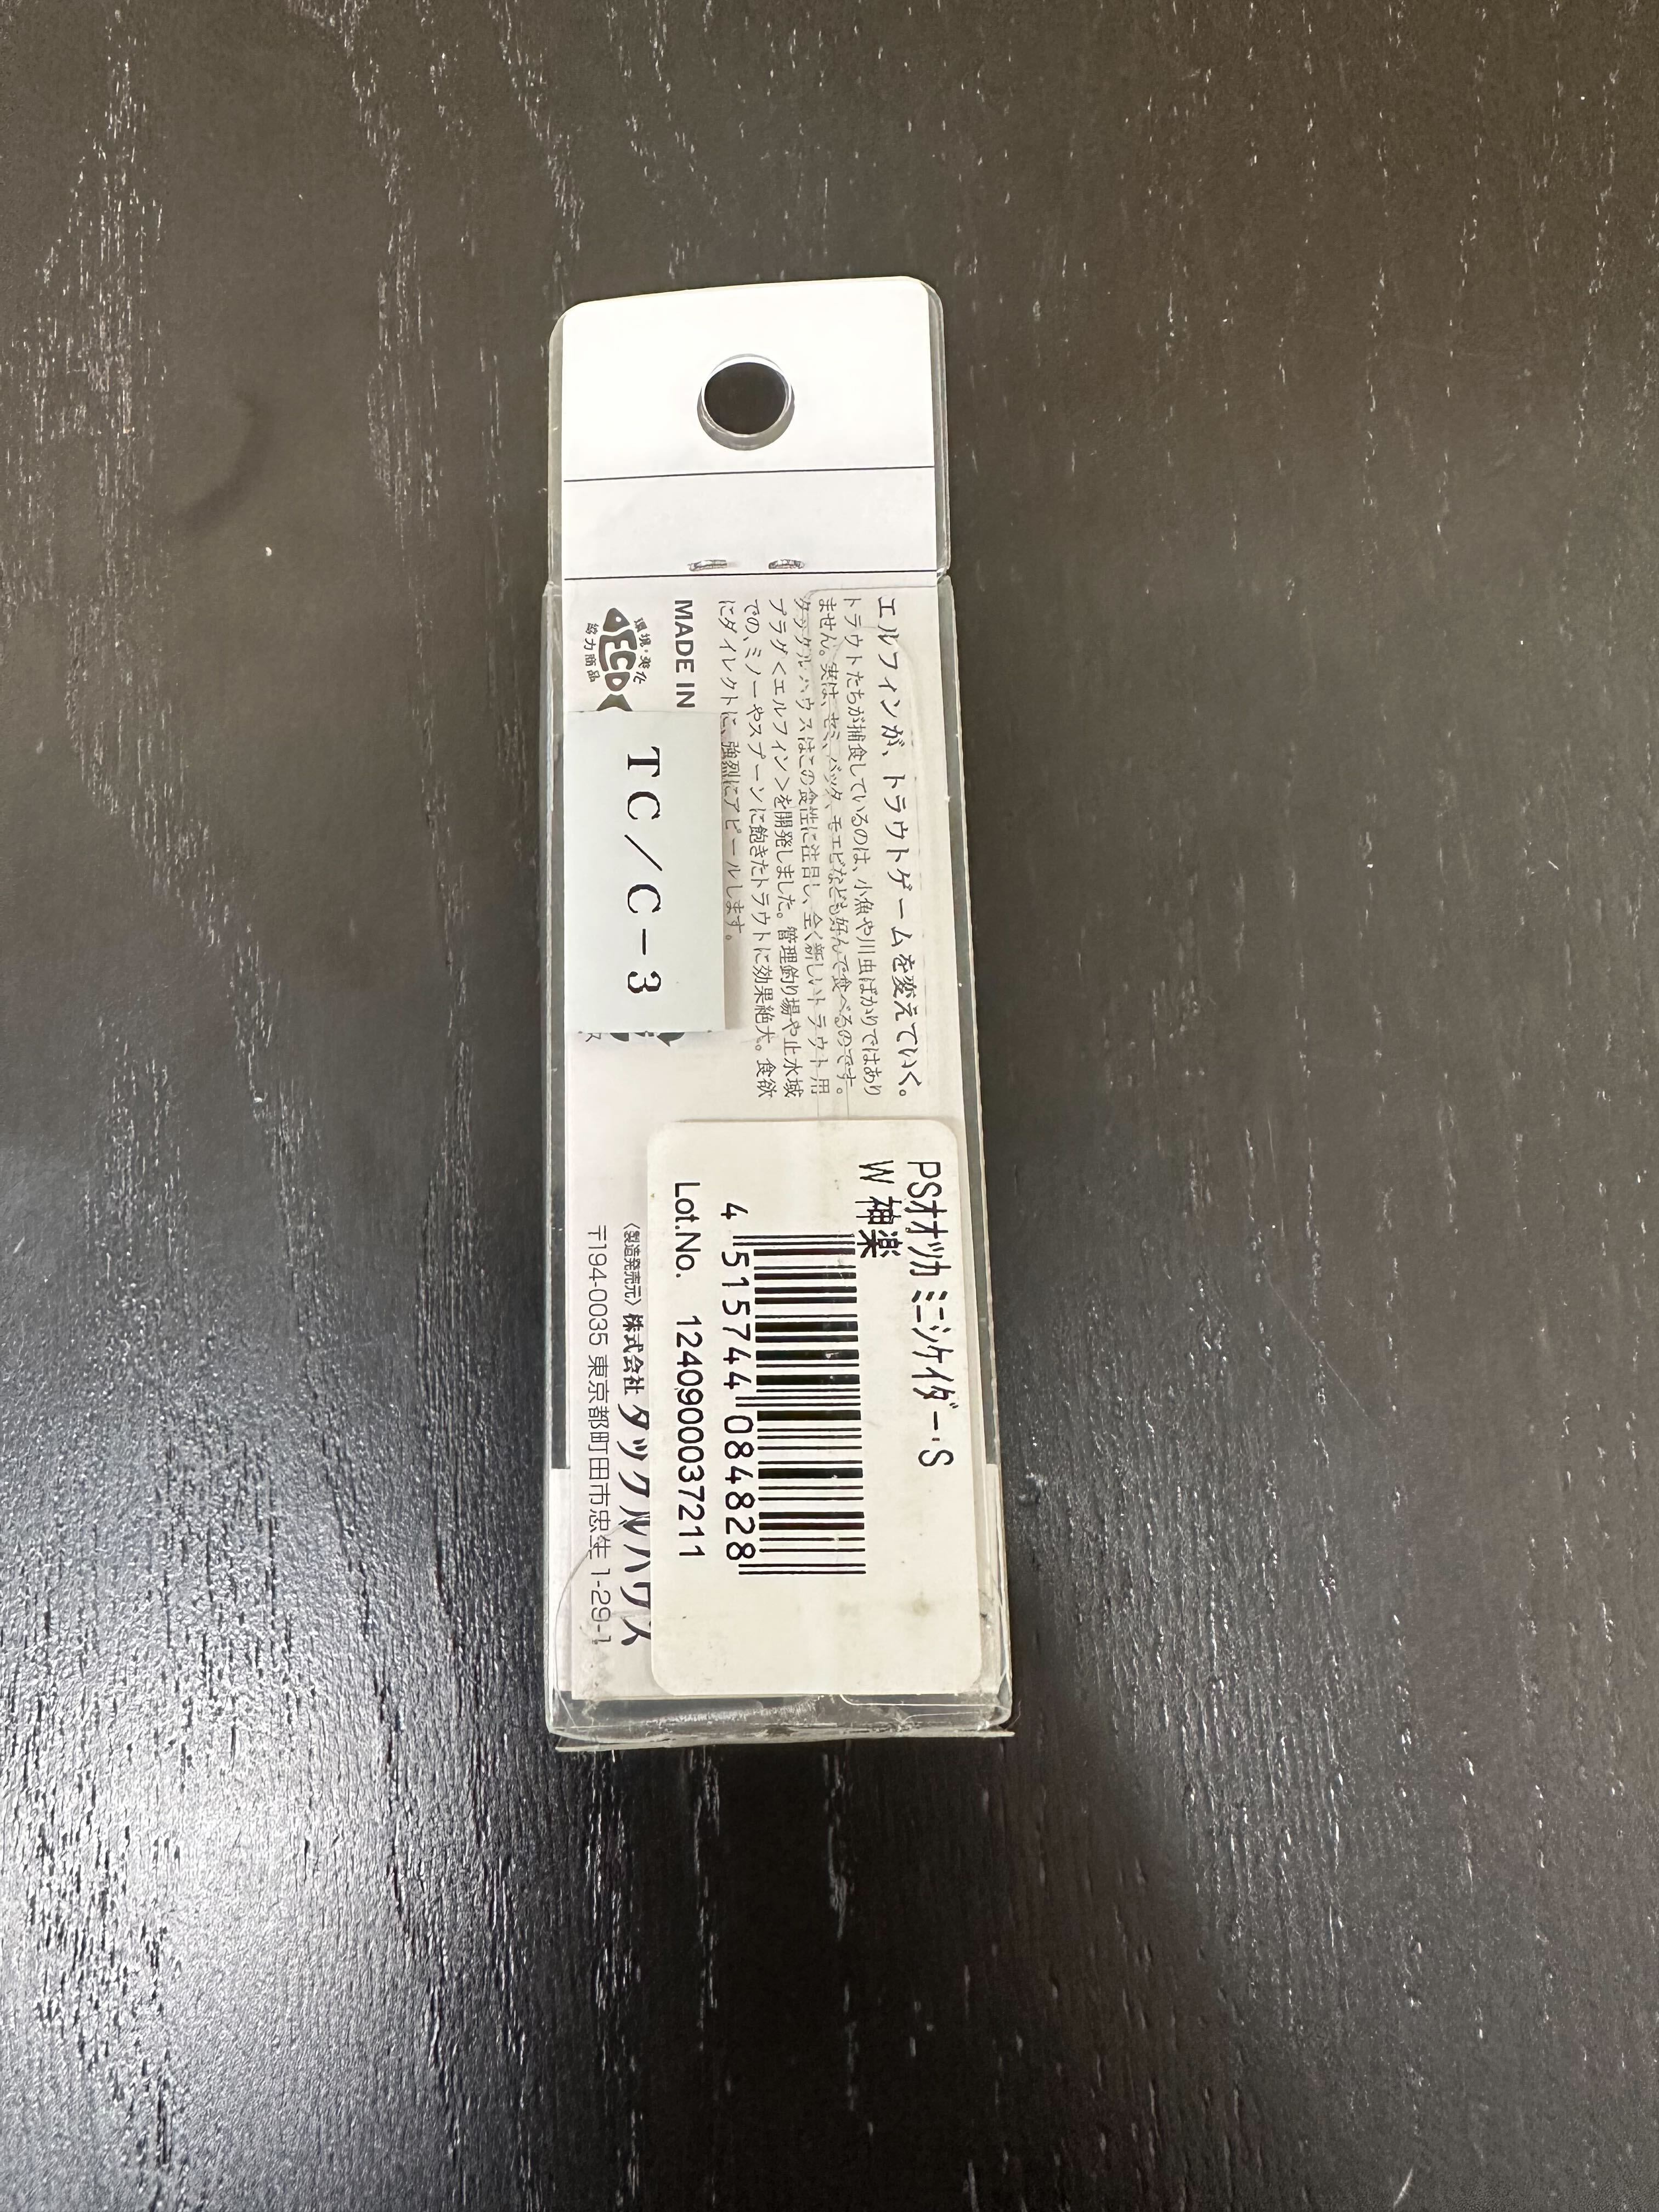 エルフィンが、トラウトゲームを変えていく。
トラウトたちが捕食しているのは、小魚や川虫ばかりではあり
ません。実は、セミ、バッタ、モエビなども好んで食べるのです。
タックルハウスはこの食性に注目し、全く新しいトラウト用
プラグ＜エルフィン＞を開発しました。管理釣り場や止水域
での、ミノーやスプーンに飽きたトラウトに効果絶大。食欲
にダイレクトに、強烈にアピールします。
MADE IN
環境・美化
ECO
協力商品
TC／C－3
ス
PSオオツカ ミニシケイダー・S
W 神楽
4 515744 084828
Lot.No. 1240900037211
〈製造発売元〉株式会社 タックルハウス
〒194-0035 東京都町田市忠生 1-29-1